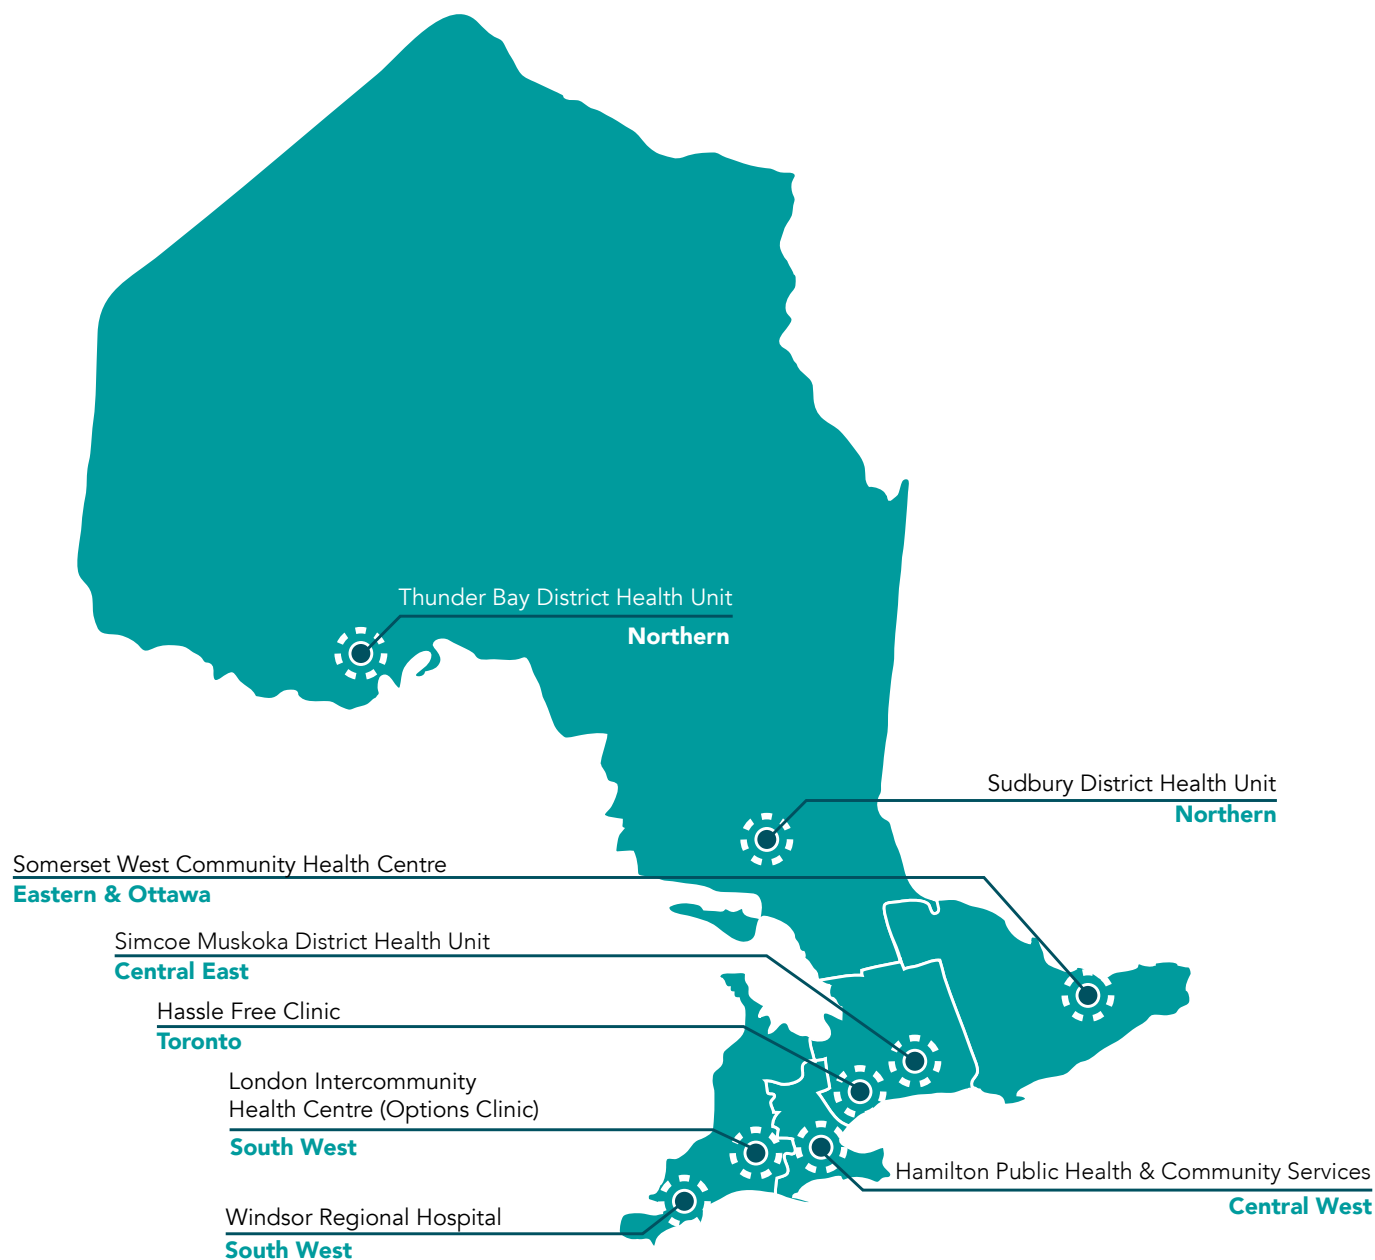 Thunder Bay District Health Unit
Northern
Sudbury District Health Unit
Northern
Somerset West Community Health Centre
Eastern & Ottawa
Simcoe Muskoka District Health Unit
Central East
Hassle Free Clinic
Toronto
London Intercommunity
Health Centre (Options Clinic)
South West
Hamilton Public Health & Community Services
Central West
Windsor Regional Hospital
South West